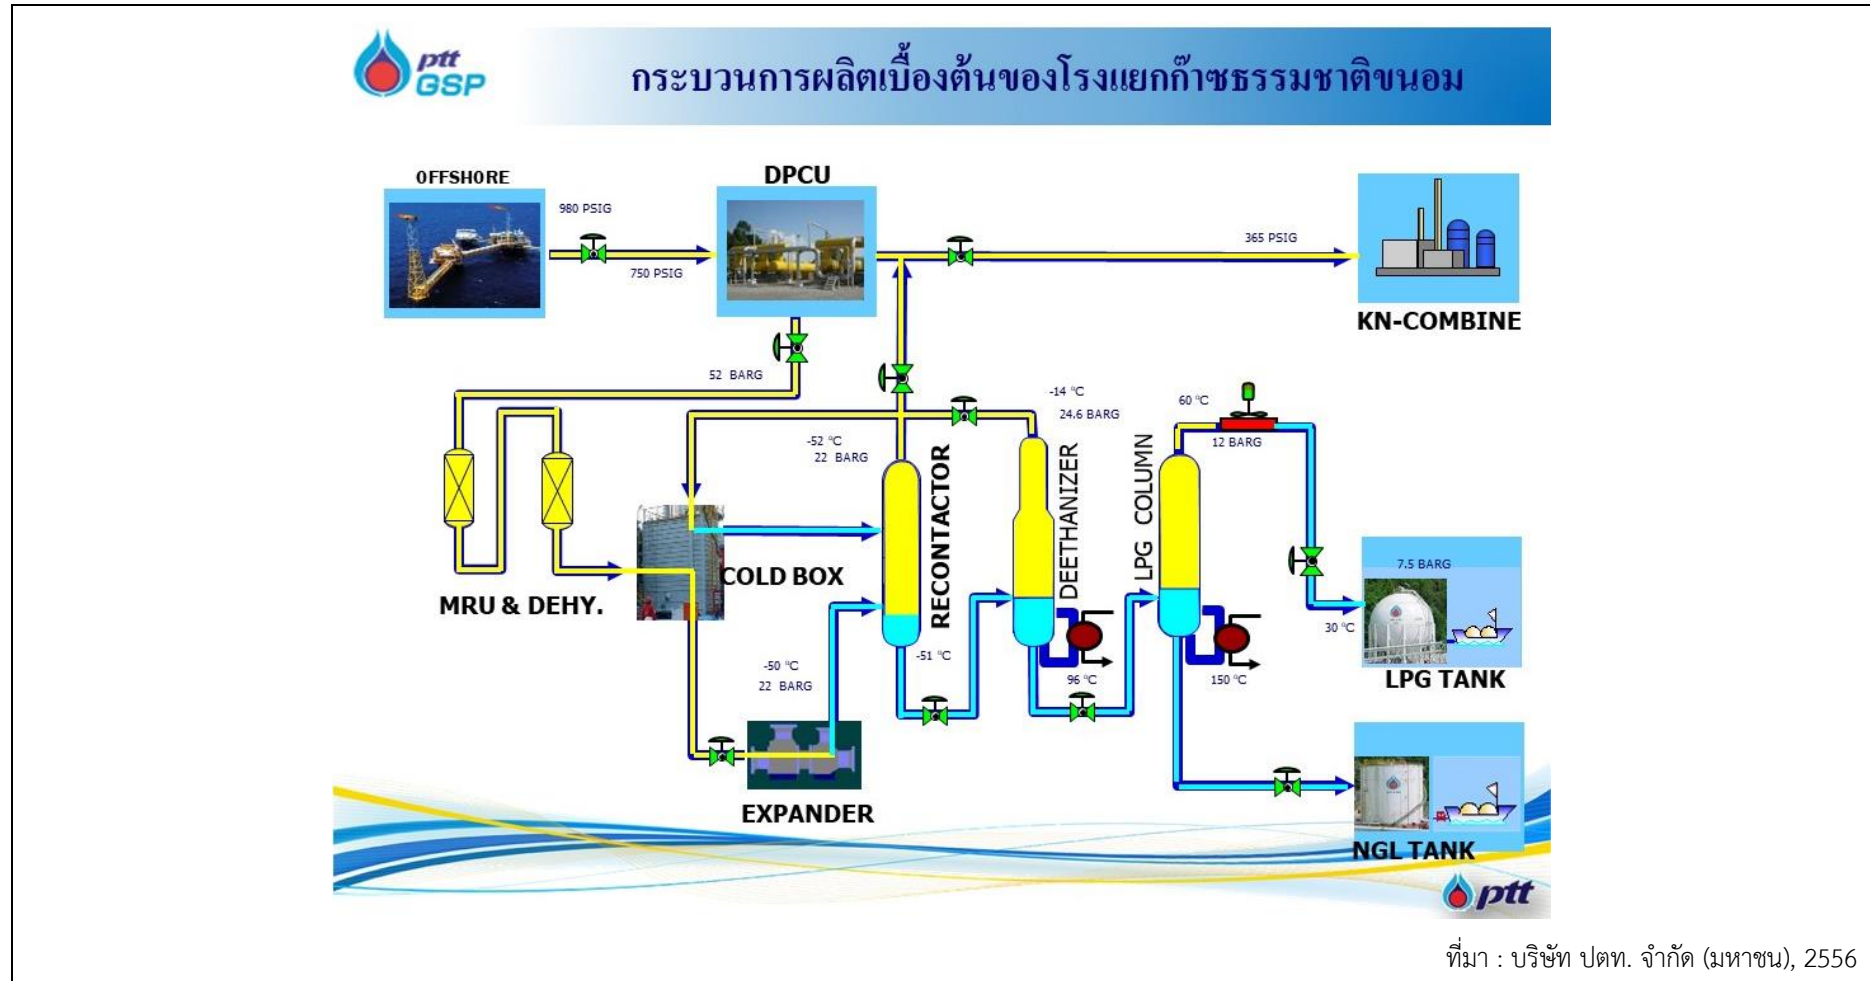 ptt
GSP
กระบวนการผลิตเบื้องต้นของโรงแยกก๊าซธรรมชาติขนอม
OFFSHORE
DPCU
980 PSIG
750 PSIG
365 PSIG
KN-COMBINE
52 BARG
-14 °C
24.6 BARG
60 °C
12 BARG
-52 °C
22 BARG
RECONTACTOR
DEETHANIZER
LPG COLUMN
COLD BOX
MRU & DEHY.
7.5 BARG
30 °C
LPG TANK
-51 °C
96 °C
150 °C
-50 °C
22 BARG
EXPANDER
NGL TANK
ptt
ที่มา : บริษัท ปตท. จำกัด (มหาชน), 2556